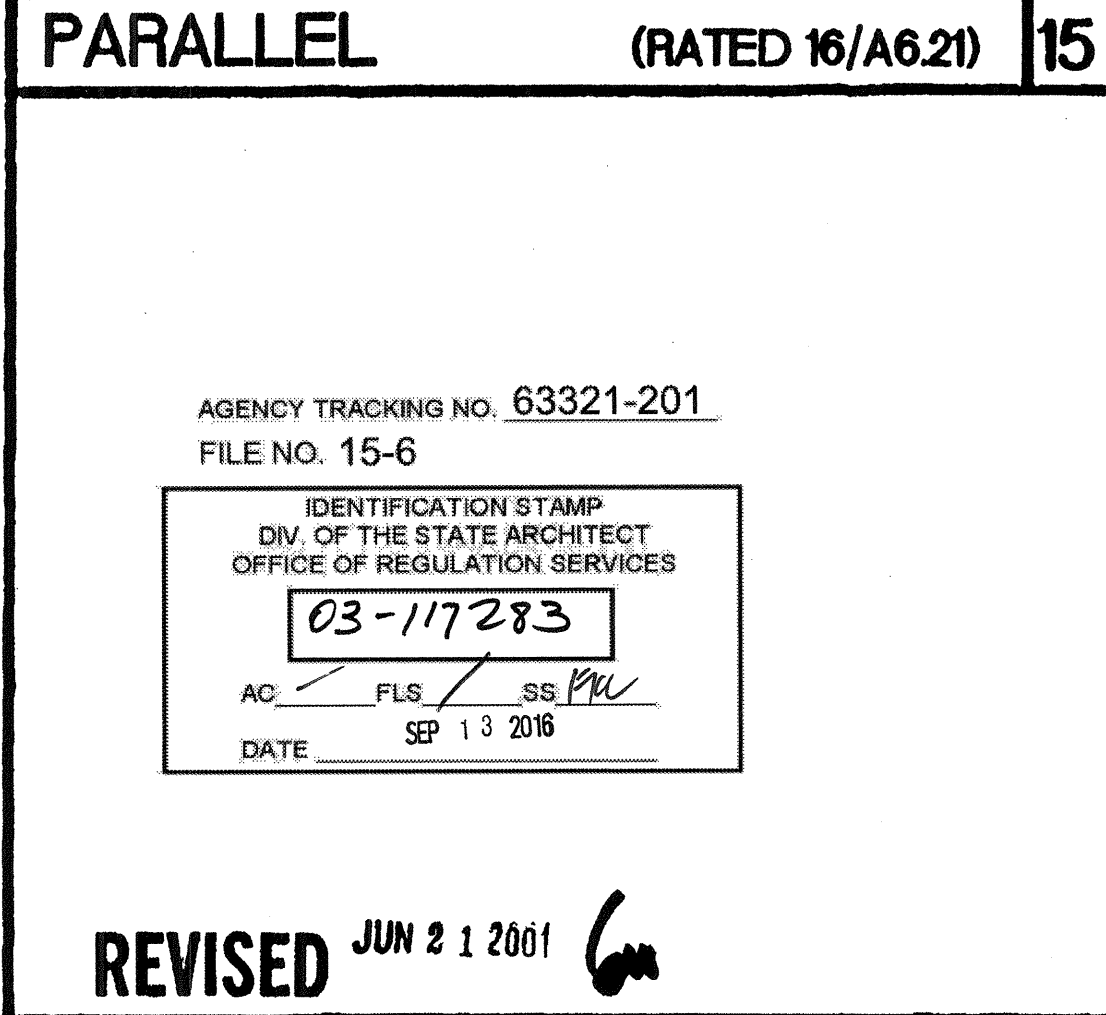 PARALLEL (RATED 16/A6.21) 15
AGENCY TRACKING NO. 63321-201
FILE NO. 15-6
IDENTIFICATION STAMP
DIV. OF THE STATE ARCHITECT
OFFICE OF REGULATION SERVICES
03-117283
AC FLS SS
SEP 13 2016
DATE
REVISED JUN 21 2001